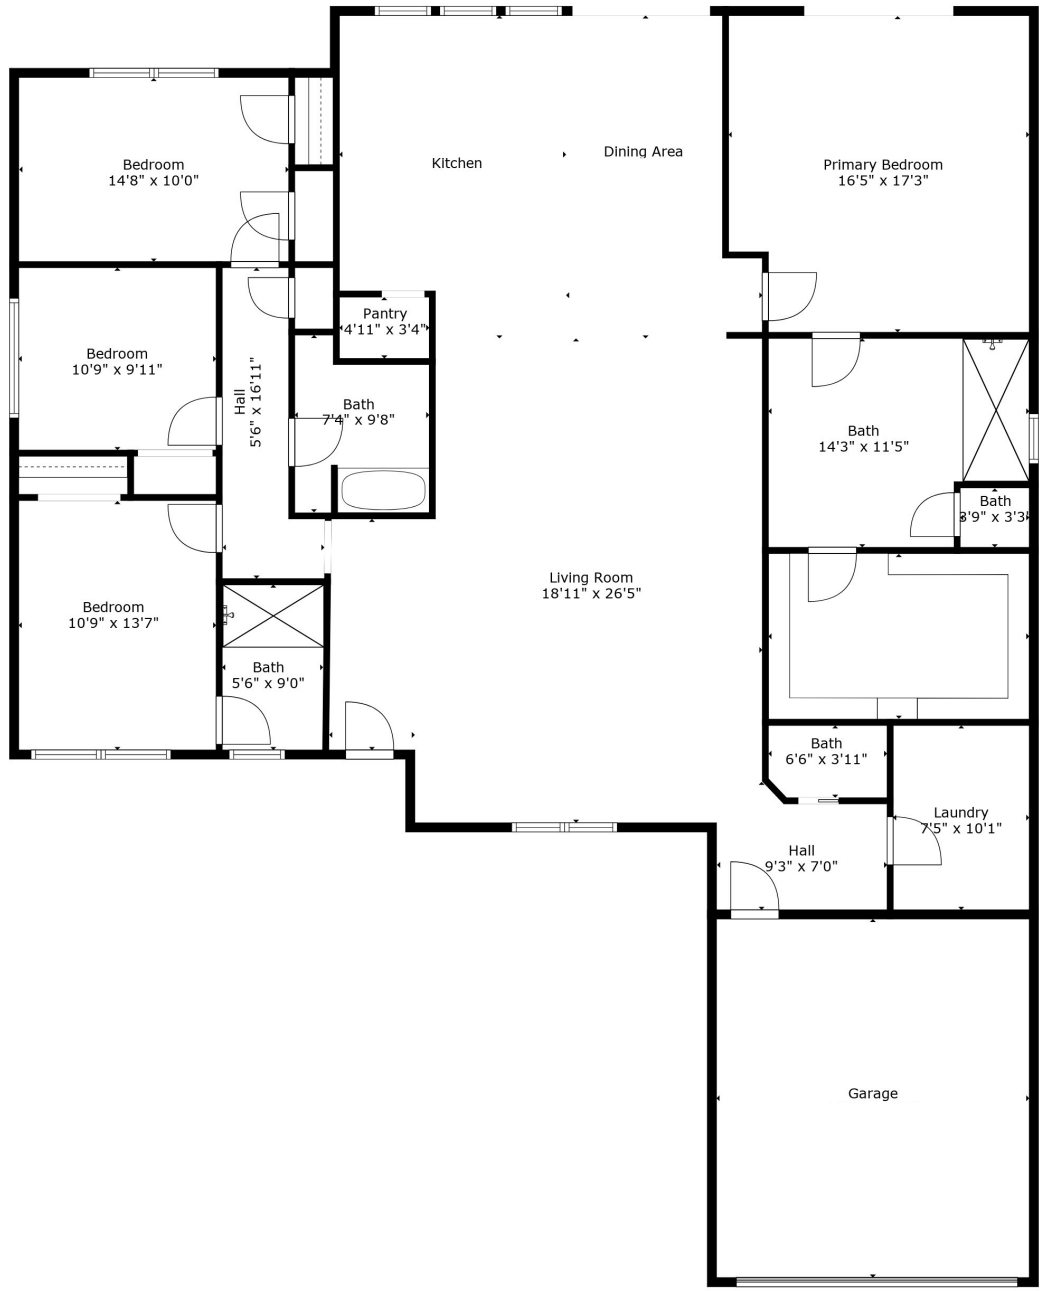 Kitchen
Dining Area
Bedroom
14'8" x 10'0"
Primary Bedroom
16'5" x 17'3"
Pantry
4'11" x 3'4"
Bedroom
10'9" x 9'11"
Hall
5'6" x 16'11"
Bath
7'4" x 9'8"
Bath
14'3" x 11'5"
Bath
3'9" x 3'3"
Living Room
18'11" x 26'5"
Bedroom
10'9" x 13'7"
Bath
5'6" x 9'0"
Bath
6'6" x 3'11"
Laundry
7'5" x 10'1"
Hall
9'3" x 7'0"
Garage